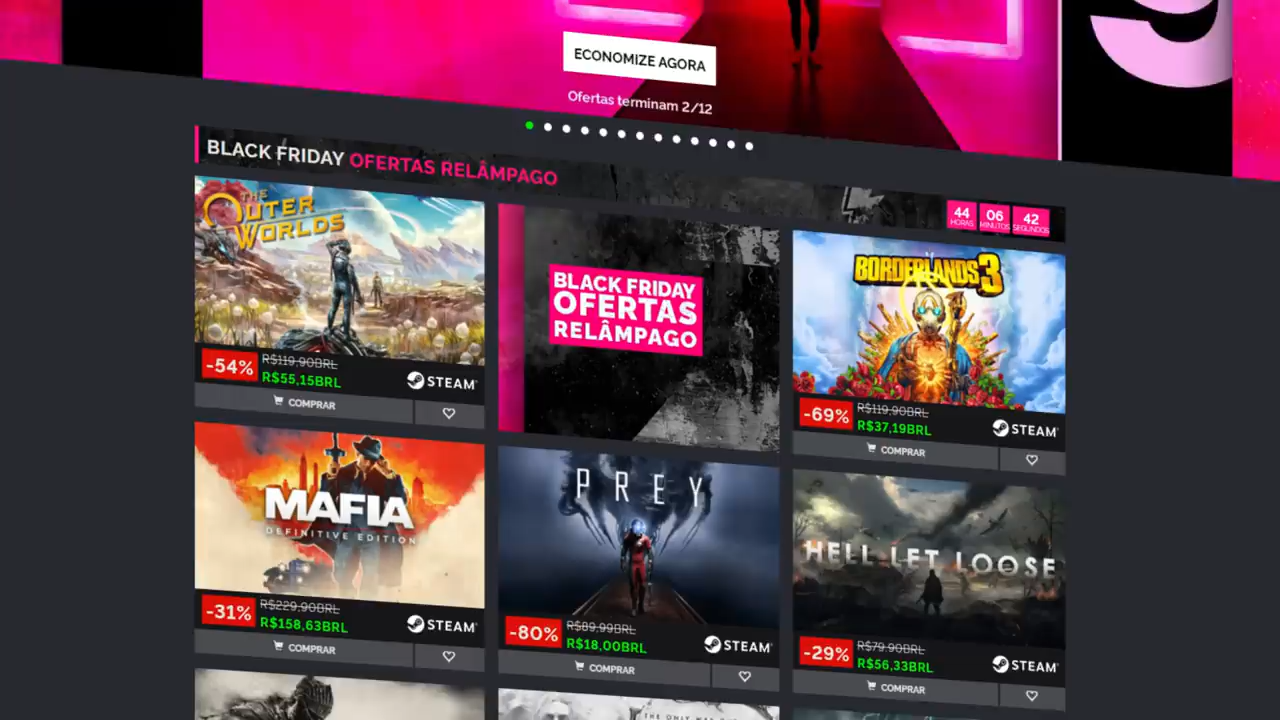 ECONOMIZE AGORA
Ofertas terminam 2/12
BLACK FRIDAY OFERTAS RELÂMPAGO
44 HORAS 06 MINUTOS 42 SEGUNDOS
THE
OUTER
WORLDS
-54%
R$119,90BRL
R$55,15BRL
STEAM
COMPRAR
BLACK FRIDAY
OFERTAS
RELÂMPAGO
BORDERLANDS 3
-69%
R$119,90BRL
R$37,19BRL
STEAM
COMPRAR
MAFIA
DEFINITIVE EDITION
-31%
R$229,90BRL
R$158,63BRL
STEAM
COMPRAR
PREY
-80%
R$89,99BRL
R$18,00BRL
STEAM
COMPRAR
HELL LET LOOSE
-29%
R$79,90BRL
R$56,33BRL
STEAM
COMPRAR
THE ONLY WAY